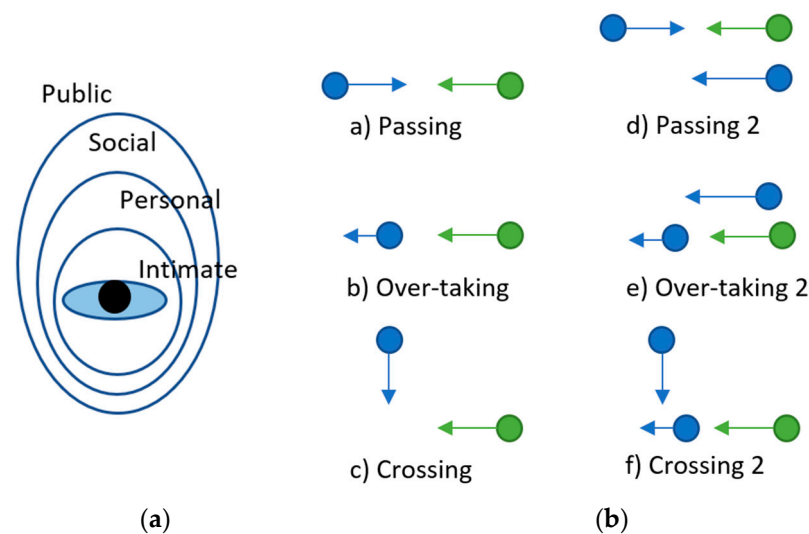 Public
Social
Personal
Intimate
a) Passing
d) Passing 2
b) Over-taking
e) Over-taking 2
c) Crossing
f) Crossing 2
(a)
(b)